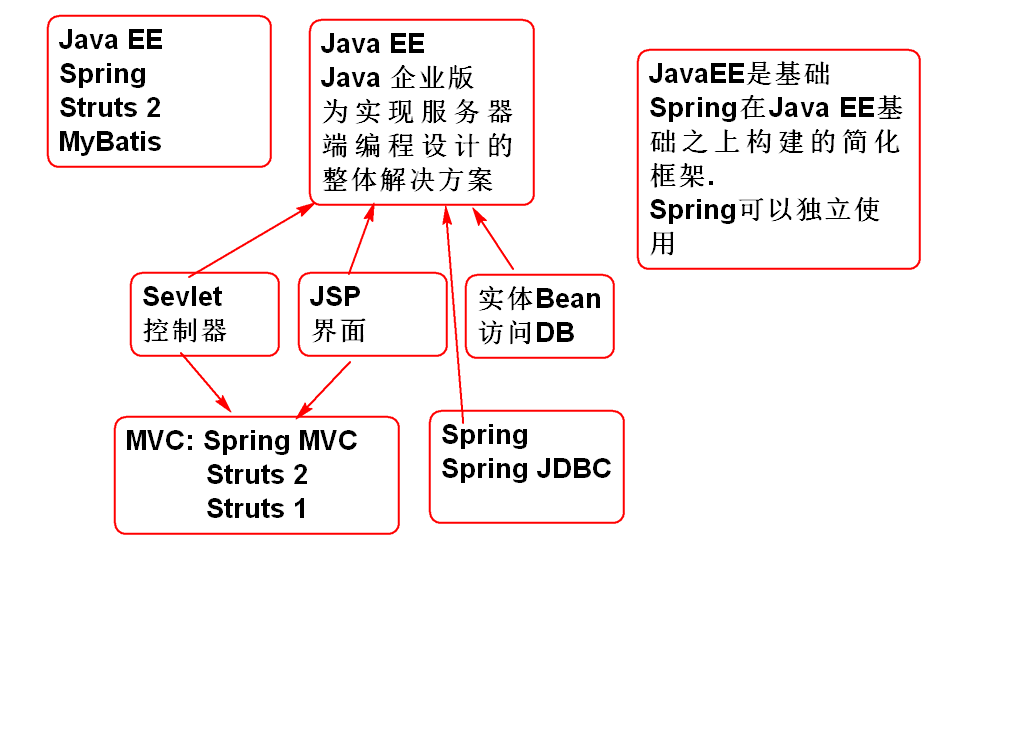 Java EE
Spring
Struts 2
MyBatis
Java EE
Java 企业版
为实现服务器
端编程设计的
整体解决方案
JavaEE是基础
Spring在Java EE基
础之上构建的简化
框架.
Spring可以独立使
用
Sevlet
控制器
JSP
界面
实体Bean
访问DB
MVC: Spring MVC
Struts 2
Struts 1
Spring
Spring JDBC